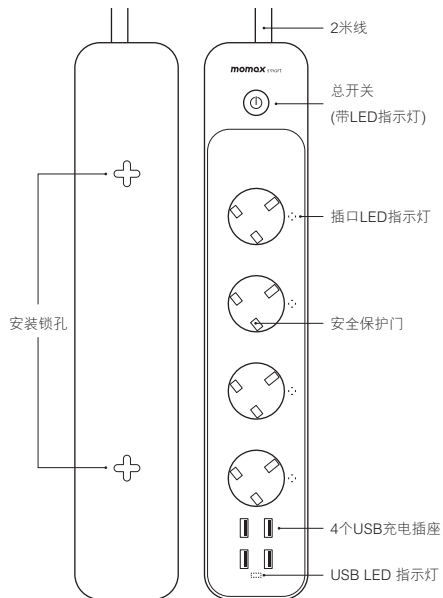 2米线
momax smart
总开关
(带LED指示灯)
插口LED指示灯
安全保护门
安装锁孔
4个USB充电插座
USB LED 指示灯